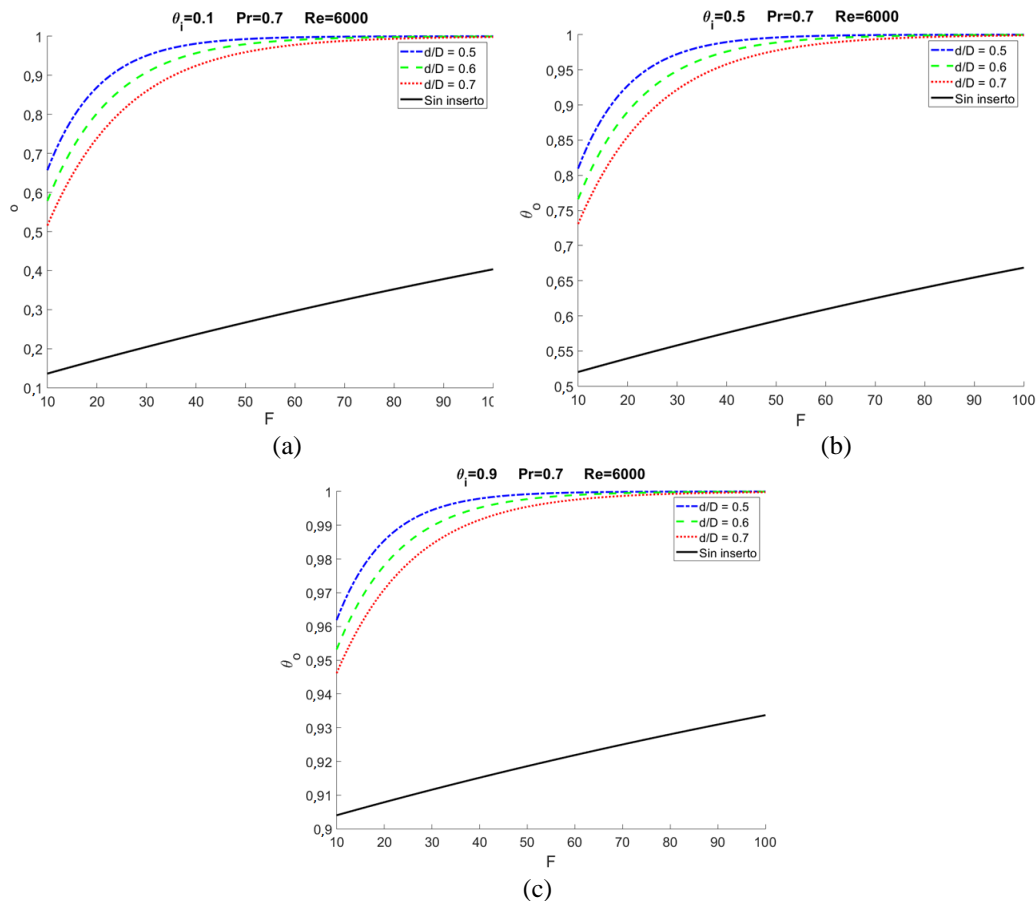 θi=0.1 Pr=0.7 Re=6000
1
0,9
0,8
0,7
0,6
0,5
0,4
0,3
0,2
0,1
o
d/D = 0.5
d/D = 0.6
d/D = 0.7
Sin inserto
10 20 30 40 50 60 70 80 90 10
F
(a)
θi=0.5 Pr=0.7 Re=6000
1
0,95
0,9
0,85
0,8
0,75
0,7
0,65
0,6
0,55
0,5
θo
d/D = 0.5
d/D = 0.6
d/D = 0.7
Sin inserto
10 20 30 40 50 60 70 80 90 100
F
(b)
θi=0.9 Pr=0.7 Re=6000
1
0,99
0,98
0,97
0,96
0,95
0,94
0,93
0,92
0,91
0,9
θo
d/D = 0.5
d/D = 0.6
d/D = 0.7
Sin inserto
10 20 30 40 50 60 70 80 90 100
F
(c)